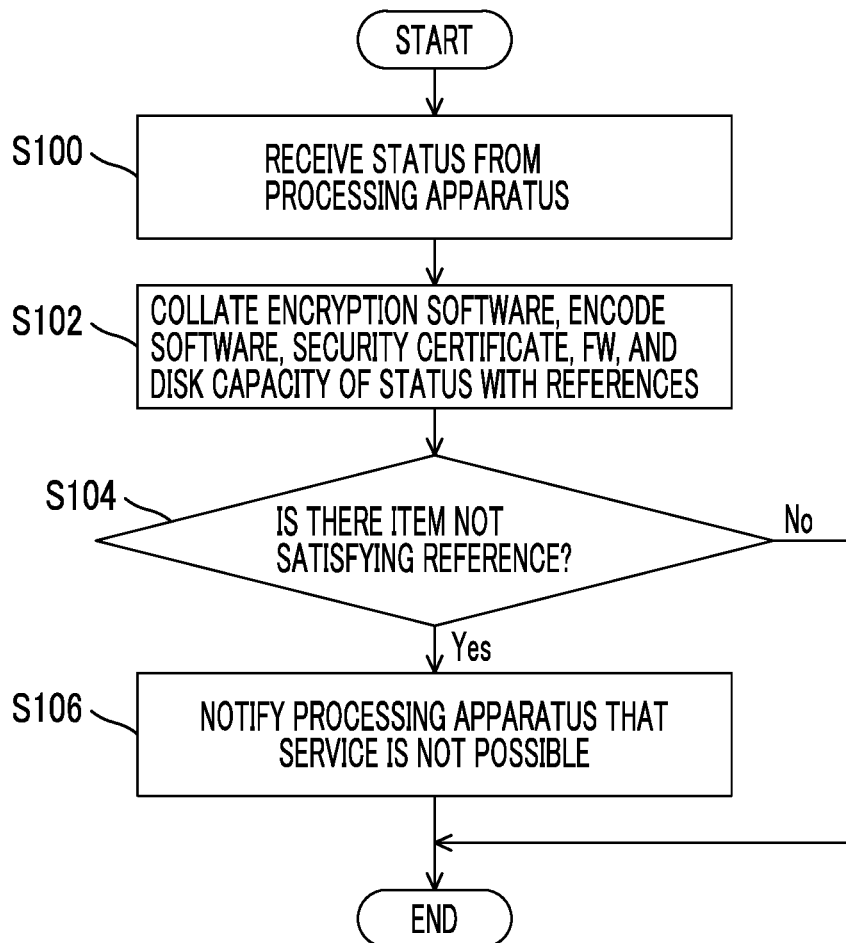 START
S100
RECEIVE STATUS FROM
PROCESSING APPARATUS
S102
COLLATE ENCRYPTION SOFTWARE, ENCODE
SOFTWARE, SECURITY CERTIFICATE, FW, AND
DISK CAPACITY OF STATUS WITH REFERENCES
S104
IS THERE ITEM NOT
SATISFYING REFERENCE?
No
Yes
S106
NOTIFY PROCESSING APPARATUS THAT
SERVICE IS NOT POSSIBLE
END